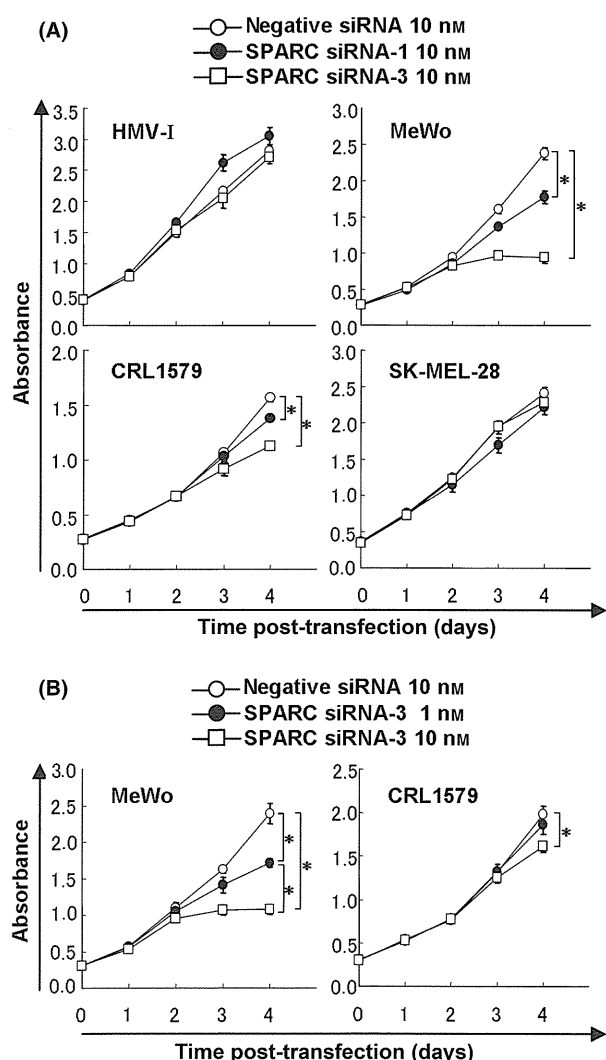 (A)
Negative siRNA 10 nM
SPARC siRNA-1 10 nM
SPARC siRNA-3 10 nM
Absorbance
HMV-I
3.5
3.0
2.5
2.0
1.5
1.0
0.5
0.0
MeWo
3.0
2.5
2.0
1.5
1.0
0.5
0.0
*
*
CRL1579
2.0
1.5
1.0
0.5
0.0
*
*
0 1 2 3 4
SK-MEL-28
3.0
2.5
2.0
1.5
1.0
0.5
0.0
0 1 2 3 4
Time post-transfection (days)
(B)
Negative siRNA 10 nM
SPARC siRNA-3 1 nM
SPARC siRNA-3 10 nM
Absorbance
MeWo
3.0
2.5
2.0
1.5
1.0
0.5
0.0
*
*
*
0 1 2 3 4
CRL1579
2.5
2.0
1.5
1.0
0.5
0.0
*
0 1 2 3 4
Time post-transfection (days)